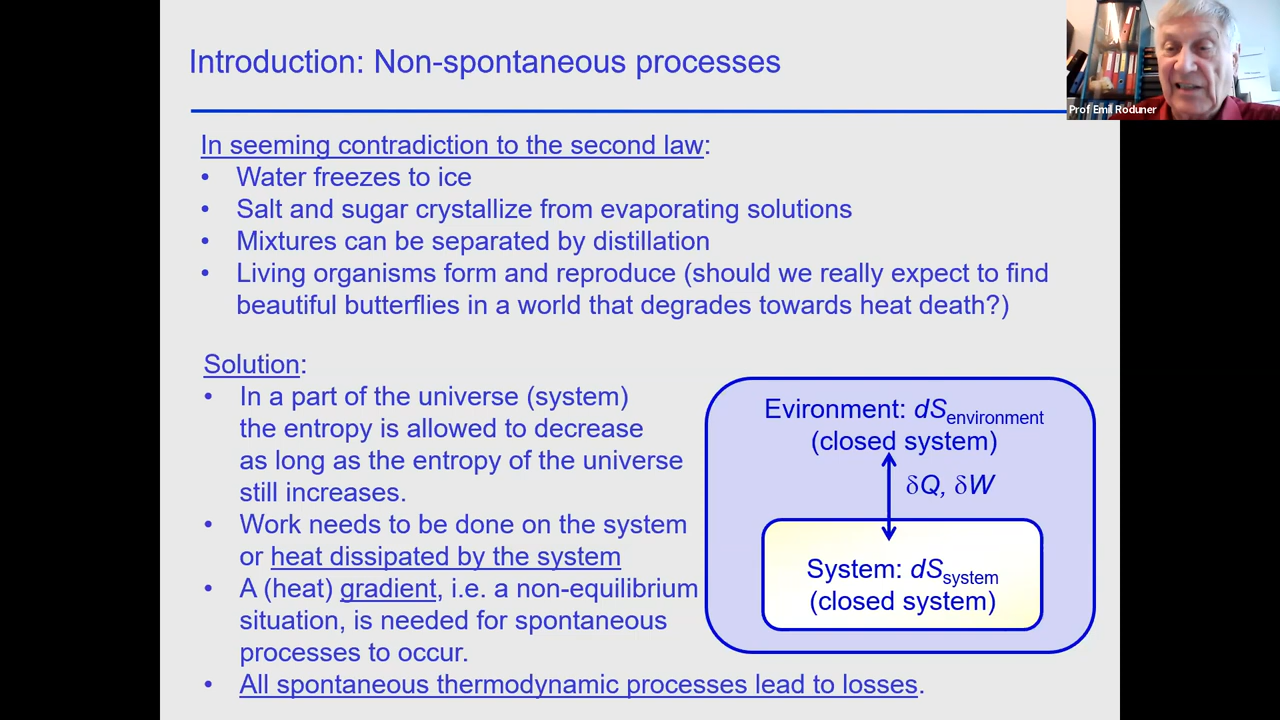 Introduction: Non-spontaneous processes
Prof Emil Roduner
In seeming contradiction to the second law:
• Water freezes to ice
• Salt and sugar crystallize from evaporating solutions
• Mixtures can be separated by distillation
• Living organisms form and reproduce (should we really expect to find
beautiful butterflies in a world that degrades towards heat death?)
Solution:
• In a part of the universe (system)
the entropy is allowed to decrease
as long as the entropy of the universe
still increases.
• Work needs to be done on the system
or heat dissipated by the system
• A (heat) gradient, i.e. a non-equilibrium
situation, is needed for spontaneous
processes to occur.
• All spontaneous thermodynamic processes lead to losses.
Evironment: dSenvironment
(closed system)
δQ, δW
System: dSsystem
(closed system)